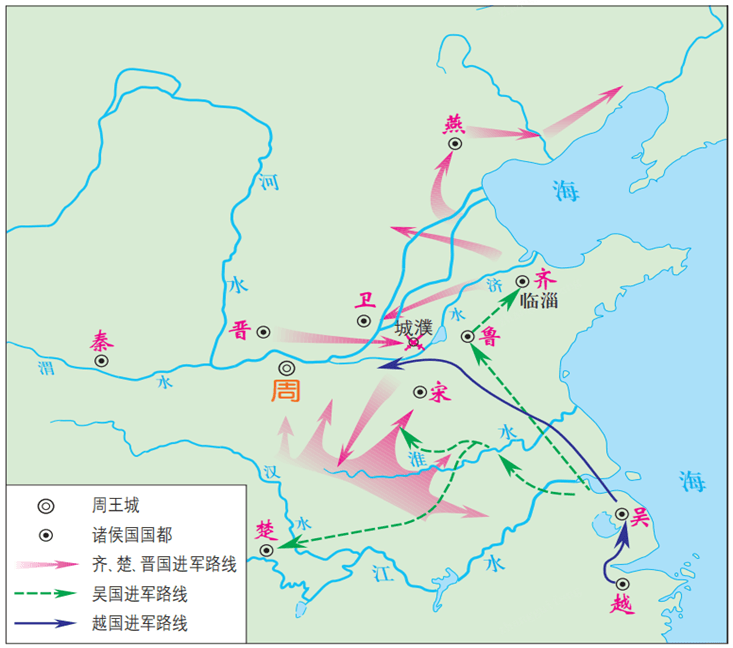 燕
海
河
水
齐
临淄
济
水
卫
城濮
鲁
晋
秦
渭
水
周
宋
淮
水
汉
水
楚
江
水
海
吴
越
周王城
诸侯国国都
齐、楚、晋国进军路线
吴国进军路线
越国进军路线